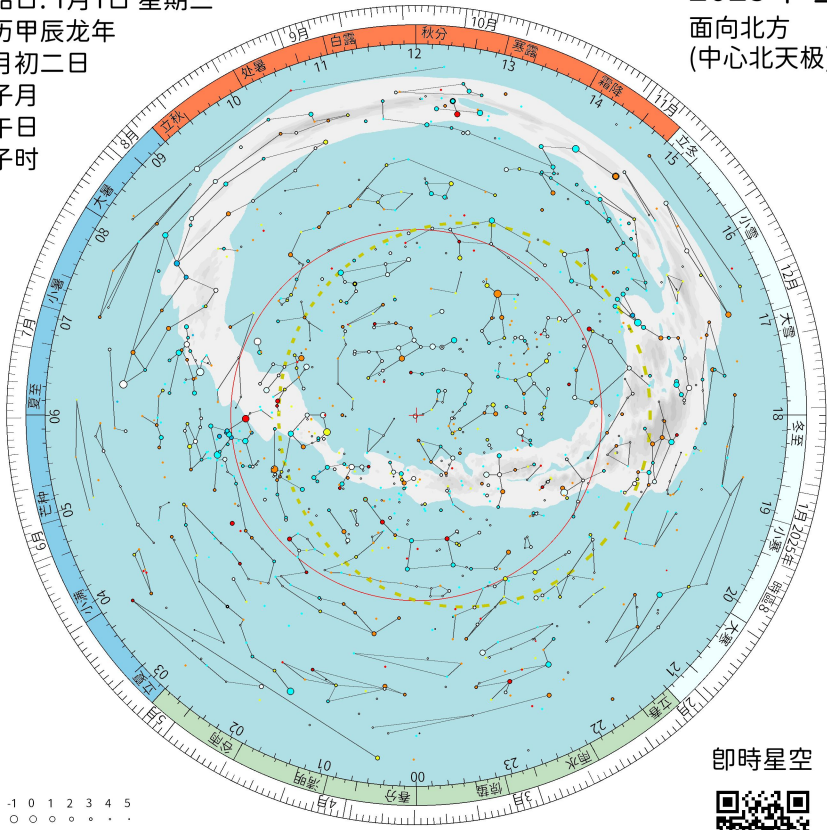 1月1日 星期三
历甲辰龙年
月初二日
子月
午日
子时
面向北方
(中心北天极)
10月
秋分
寒露
霜降
11月
立冬
小雪
12月
大雪
冬至
1月2025年 時區8
小寒
大寒
2月
立春
雨水
3月
惊蛰
春分
4月
清明
谷雨
5月
立夏
小满
6月
芒种
夏至
7月
小暑
大暑
8月
立秋
处暑
9月
白露
12
13
14
15
16
17
18
19
20
21
22
23
00
01
02
03
04
05
06
07
08
09
10
11
即時星空
-1 0 1 2 3 4 5